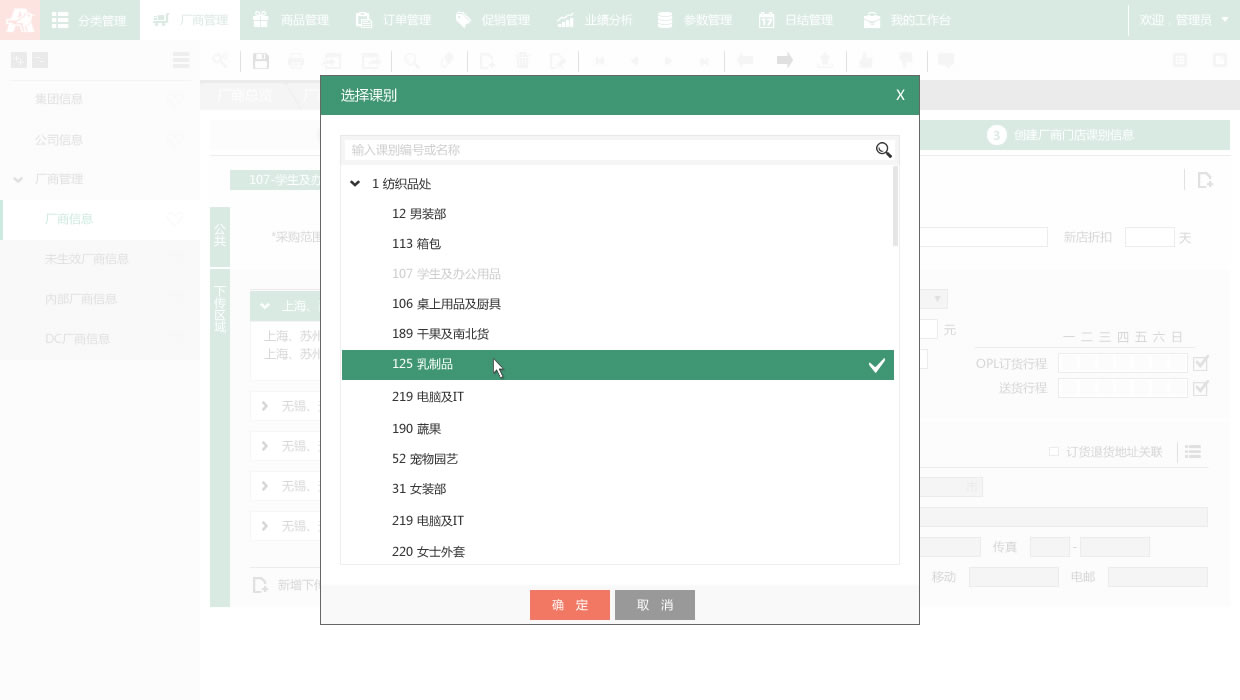 分类管理
厂商管理
商品管理
订单管理
促销管理
业绩分析
参数管理
17
日结管理
我的工作台
欢迎，管理员
集团信息
公司信息
厂商管理
厂商信息
未生效厂商信息
内部厂商信息
DC厂商信息
厂商总览
3 创建厂商门店课别信息
107-学生及办
公共
*采购范围
新店折扣
天
下传区域
上海、
上海、苏州
上海、苏州
无锡、
无锡、
无锡、
无锡、
新增下传
元
一 二 三 四 五 六 日
OPL订货行程
送货行程
订货退货地址关联
市
传真
-
移动
电邮
选择课别
X
输入课别编号或名称
1 纺织品处
12 男装部
113 箱包
107 学生及办公用品
106 桌上用品及厨具
189 干果及南北货
125 乳制品
219 电脑及IT
190 蔬果
52 宠物园艺
31 女装部
219 电脑及IT
220 女士外套
确 定
取 消